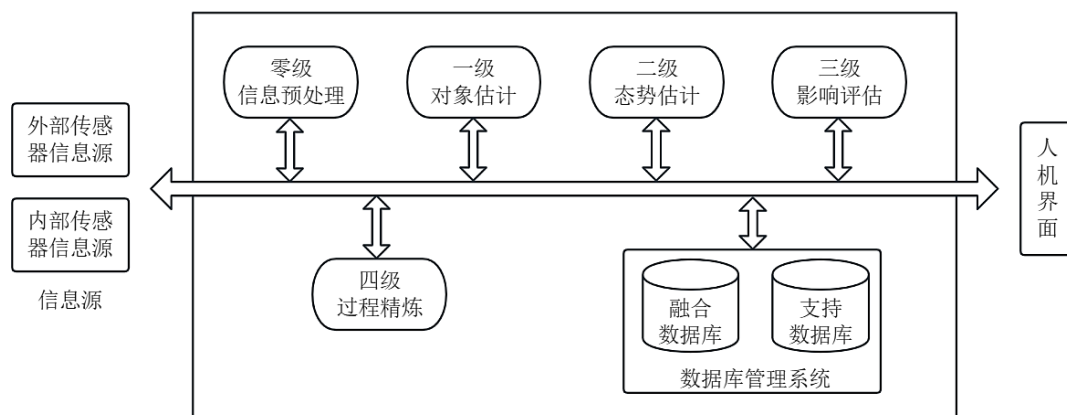 零级
信息预处理
一级
对象估计
二级
态势估计
三级
影响评估
外部传感
器信息源
内部传感
器信息源
信息源
人
机
界
面
四级
过程精炼
融合
数据库
支持
数据库
数据库管理系统